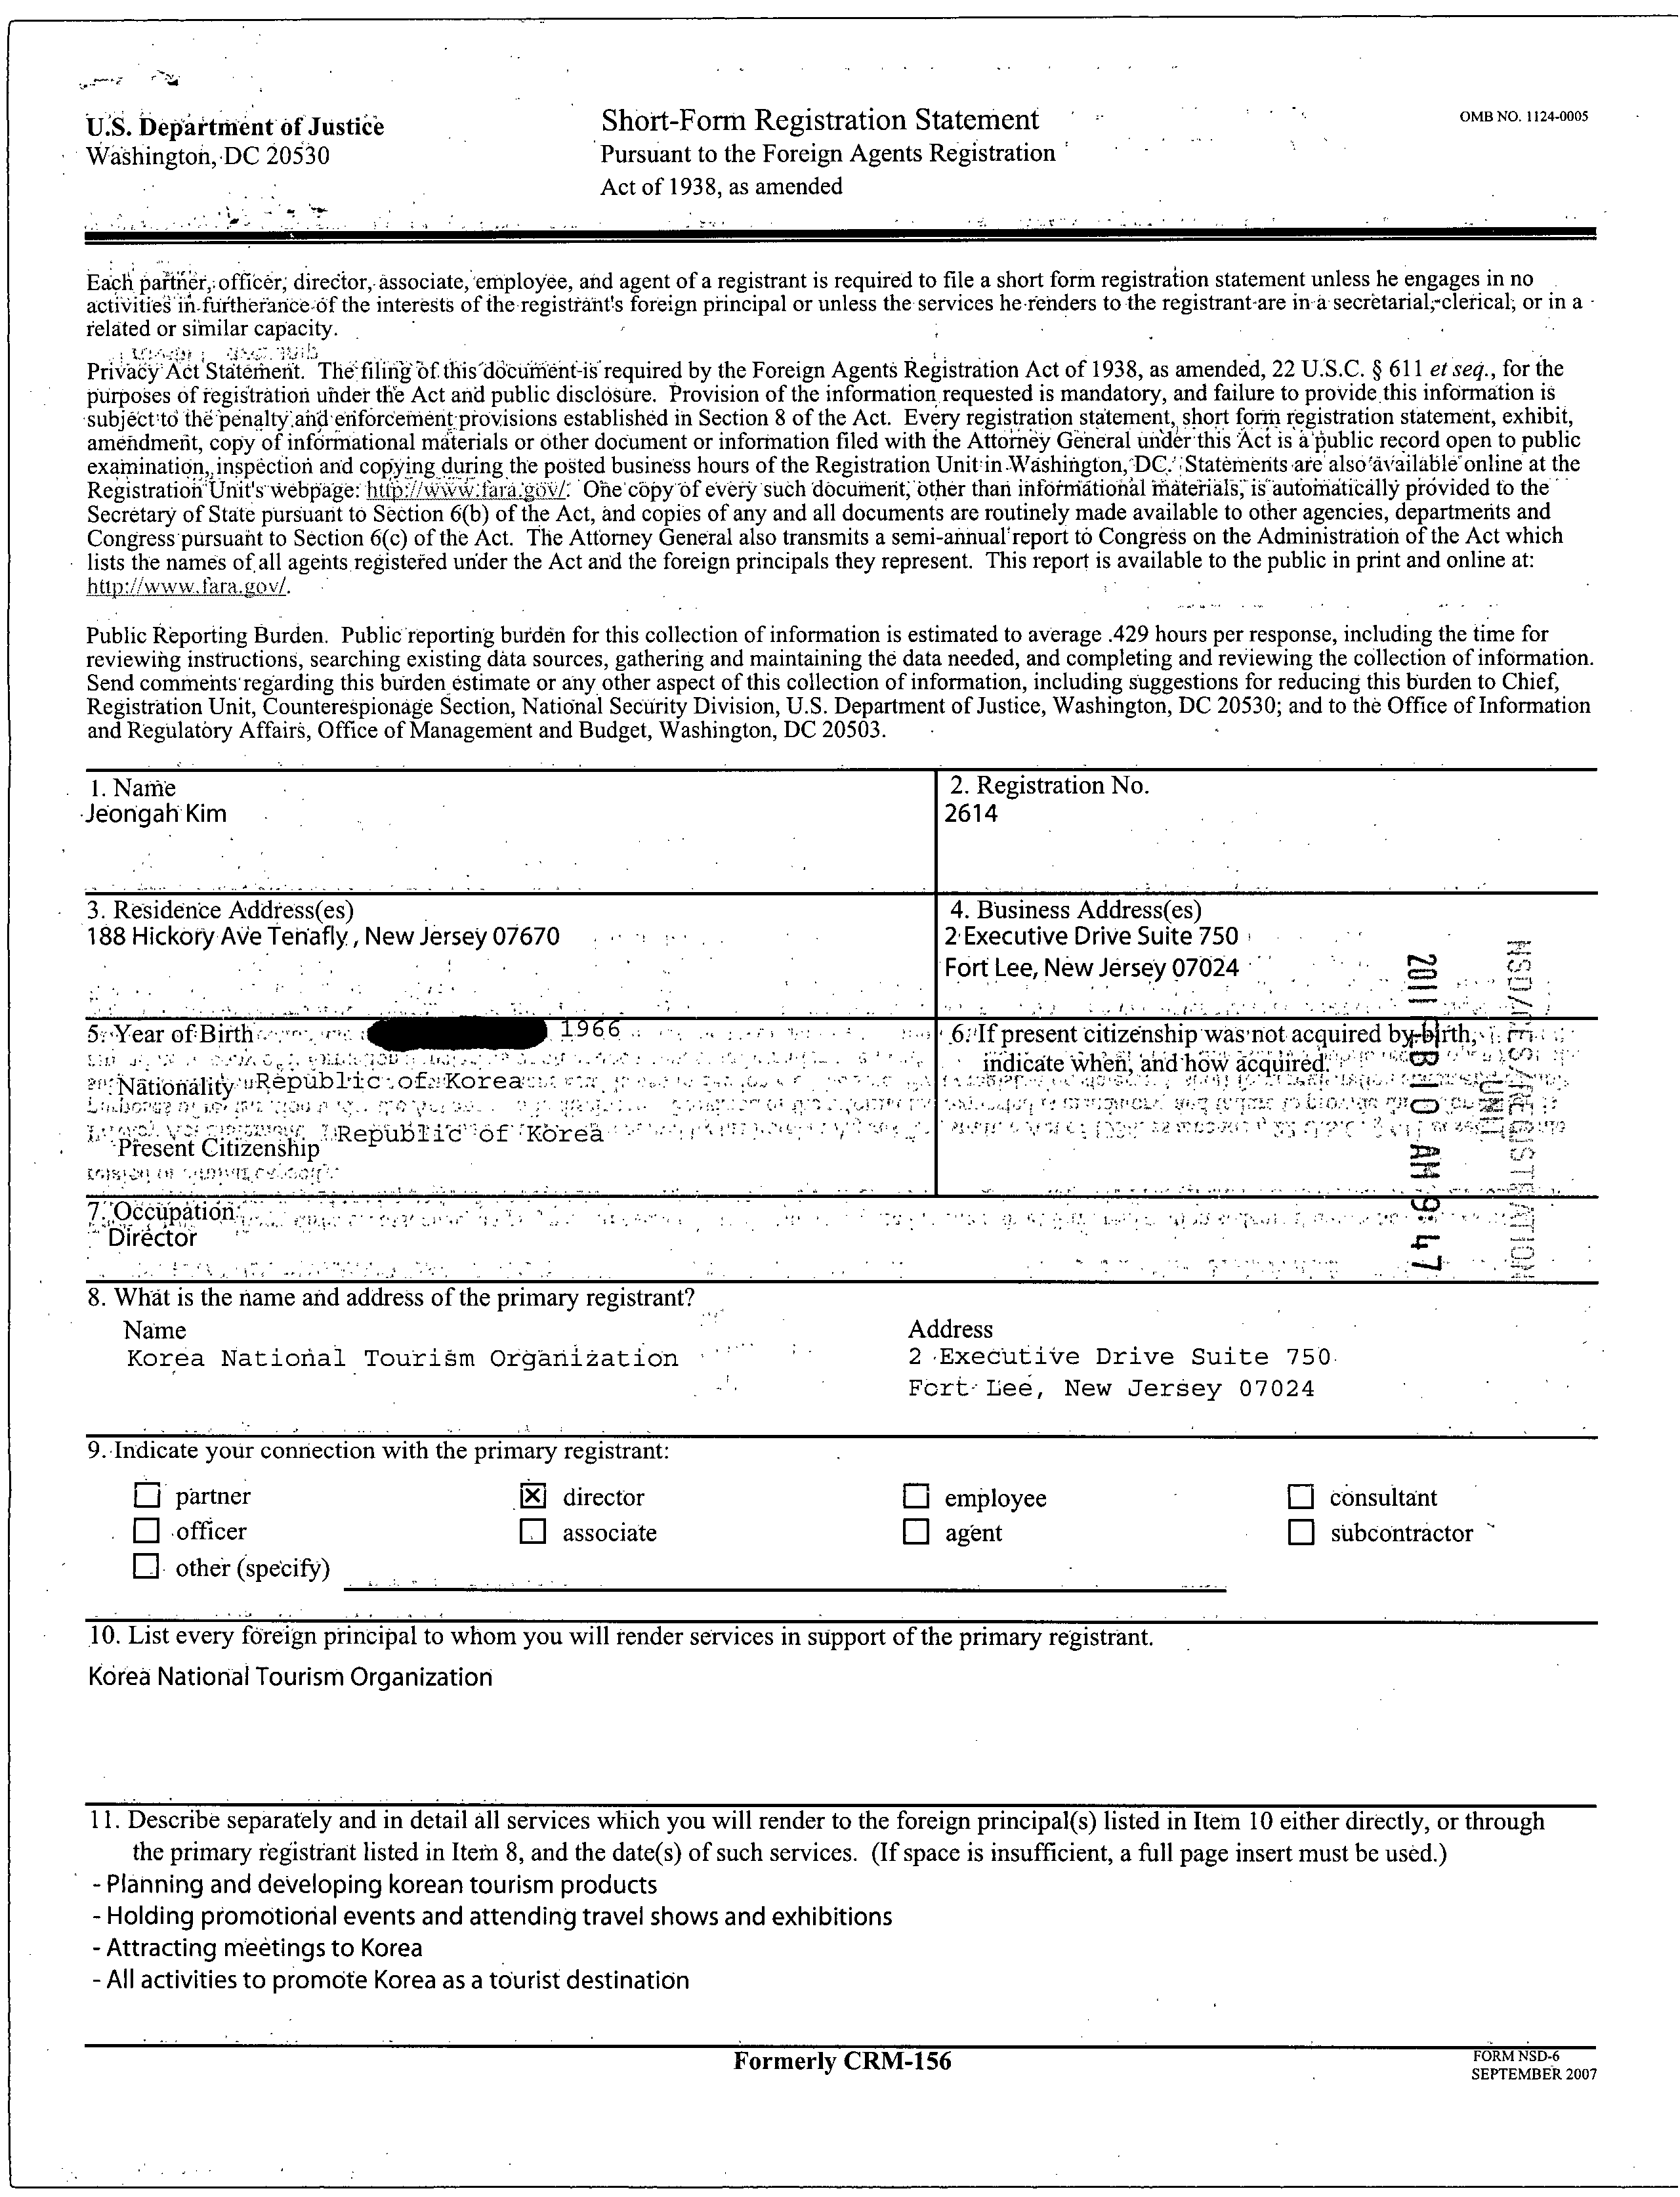 U.S. Department of Justice
Washington, DC 20530
Short-Form Registration Statement
Pursuant to the Foreign Agents Registration
Act of 1938, as amended
OMB NO. 1124-0005
Each partner, officer, director, associate, employee, and agent of a registrant is required to file a short form registration statement unless he engages in no
activities in furtherance of the interests of the registrant's foreign principal or unless the services he renders to the registrant are in a secretarial, clerical, or in a
related or similar capacity.
Privacy Act Statement. The filing of this document is required by the Foreign Agents Registration Act of 1938, as amended, 22 U.S.C. § 611 et seq., for the
purposes of registration under the Act and public disclosure. Provision of the information requested is mandatory, and failure to provide this information is
subject to the penalty and enforcement provisions established in Section 8 of the Act. Every registration statement, short form registration statement, exhibit,
amendment, copy of informational materials or other document or information filed with the Attorney General under this Act is a public record open to public
examination, inspection and copying during the posted business hours of the Registration Unit in Washington, DC. Statements are also available online at the
Registration Unit's webpage: http://www.fara.gov/. One copy of every such document, other than informational materials, is automatically provided to the
Secretary of State pursuant to Section 6(b) of the Act, and copies of any and all documents are routinely made available to other agencies, departments and
Congress pursuant to Section 6(c) of the Act. The Attorney General also transmits a semi-annual report to Congress on the Administration of the Act which
lists the names of all agents registered under the Act and the foreign principals they represent. This report is available to the public in print and online at:
http://www.fara.gov/.
Public Reporting Burden. Public reporting burden for this collection of information is estimated to average .429 hours per response, including the time for
reviewing instructions, searching existing data sources, gathering and maintaining the data needed, and completing and reviewing the collection of information.
Send comments regarding this burden estimate or any other aspect of this collection of information, including suggestions for reducing this burden to Chief,
Registration Unit, Counterespionage Section, National Security Division, U.S. Department of Justice, Washington, DC 20530; and to the Office of Information
and Regulatory Affairs, Office of Management and Budget, Washington, DC 20503.
1. Name
Jeongah Kim
2. Registration No.
2614
3. Residence Address(es)
188 Hickory Ave Tenafly , New Jersey 07670
4. Business Address(es)
2 Executive Drive Suite 750
Fort Lee, New Jersey 07024
5. Year of Birth 1966
Nationality Republic of Korea
Present Citizenship Republic of Korea
6. If present citizenship was not acquired by birth,
indicate when, and how acquired.
2011 FEB 10 AM 9:47
NSD/CES/REGISTRATION
UNIT
7. Occupation
Director
8. What is the name and address of the primary registrant?
Name
Korea National Tourism Organization
Address
2 Executive Drive Suite 750
Fort Lee, New Jersey 07024
9. Indicate your connection with the primary registrant:
partner
director
employee
consultant
officer
associate
agent
subcontractor
other (specify)
10. List every foreign principal to whom you will render services in support of the primary registrant.
Korea National Tourism Organization
11. Describe separately and in detail all services which you will render to the foreign principal(s) listed in Item 10 either directly, or through
the primary registrant listed in Item 8, and the date(s) of such services. (If space is insufficient, a full page insert must be used.)
- Planning and developing korean tourism products
- Holding promotional events and attending travel shows and exhibitions
- Attracting meetings to Korea
- All activities to promote Korea as a tourist destination
Formerly CRM-156
FORM NSD-6
SEPTEMBER 2007